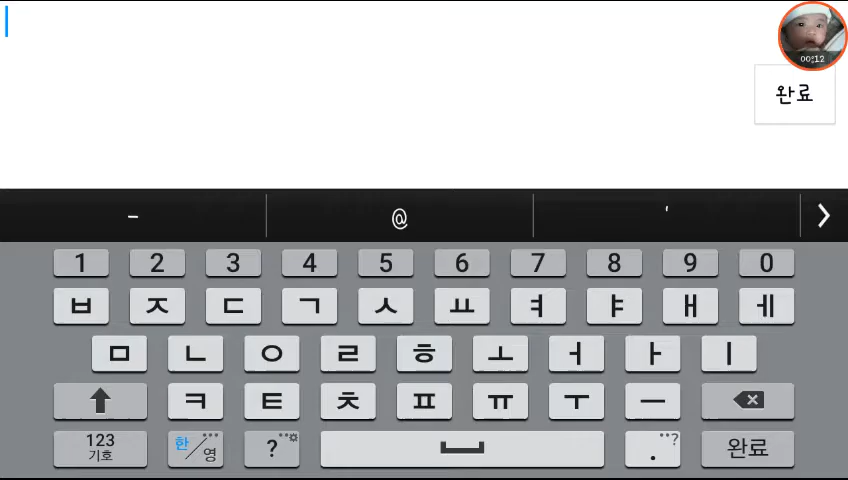 00:12
완료
- @ '
1 2 3 4 5 6 7 8 9 0
ㅂ ㅈ ㄷ ㄱ ㅅ ㅛ ㅕ ㅑ ㅐ ㅔ
ㅁ ㄴ ㅇ ㄹ ㅎ ㅗ ㅓ ㅏ ㅣ
ㅋ ㅌ ㅊ ㅍ ㅠ ㅜ ㅡ
123 기호 한/영 ? . ? 완료